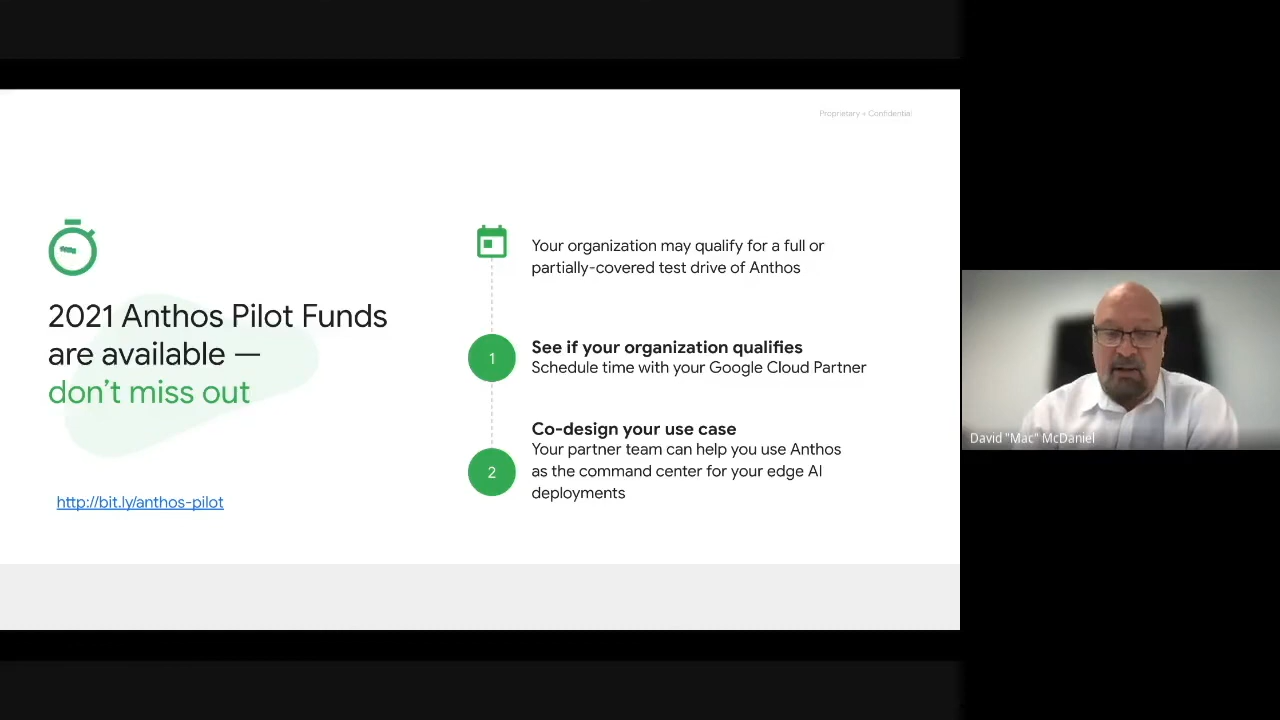 Proprietary + Confidential
2021 Anthos Pilot Funds
are available —
don't miss out
http://bit.ly/anthos-pilot
Your organization may qualify for a full or
partially-covered test drive of Anthos
1
See if your organization qualifies
Schedule time with your Google Cloud Partner
2
Co-design your use case
Your partner team can help you use Anthos
as the command center for your edge AI
deployments
David "Mac" McDaniel